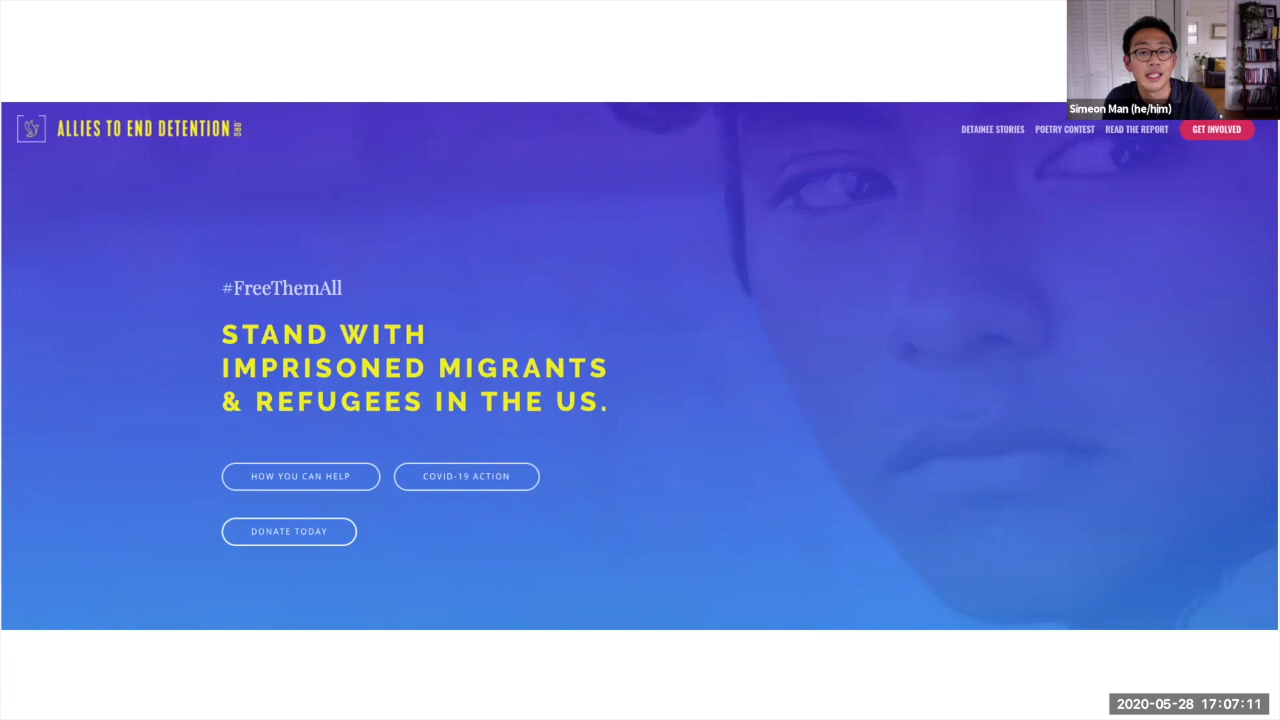 Simeon Man (he/him)
ALLIES TO END DETENTION.ORG
DETAINEE STORIES
POETRY CONTEST
READ THE REPORT
GET INVOLVED
#FreeThemAll
STAND WITH
IMPRISONED MIGRANTS
& REFUGEES IN THE US.
HOW YOU CAN HELP
COVID-19 ACTION
DONATE TODAY
2020-05-28 17:07:11